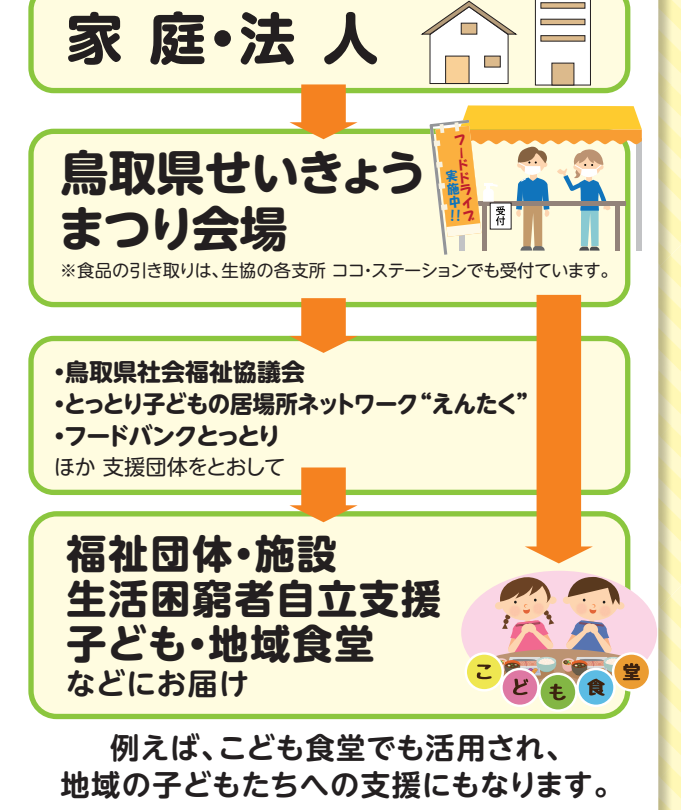 家庭・法人
フードドライブ
実施中!!
受付
鳥取県せいきょう
まつり会場
※食品の引き取りは、生協の各支所 ココ・ステーションでも受付ています。
・鳥取県社会福祉協議会
・とっとり子どもの居場所ネットワーク“えんたく”
・フードバンクとっとり
ほか 支援団体をとおして
福祉団体・施設
生活困窮者自立支援
子ども・地域食堂
などにお届け
こども食堂
例えば、こども食堂でも活用され、
地域の子どもたちへの支援にもなります。